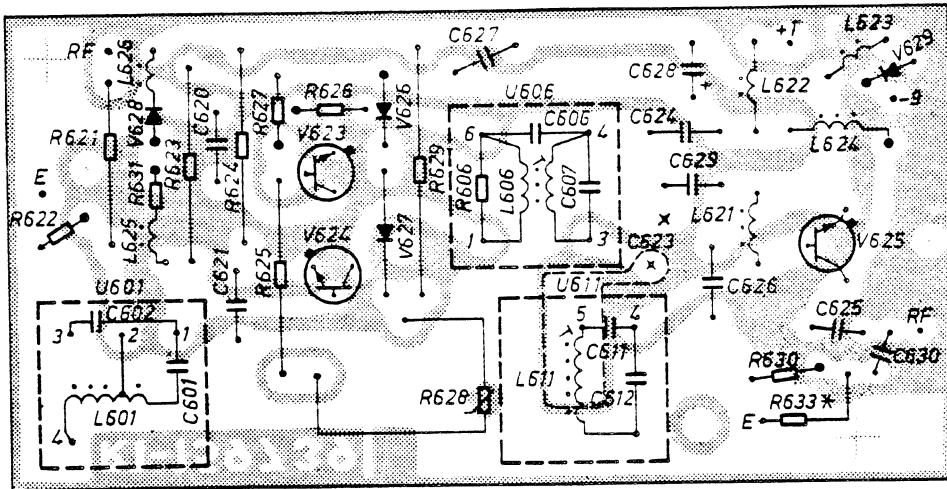 RF
L626
V628
C620
R621
R623
R624
R627
R626
V623
V626
C627
R629
U606
6
C606
4
R606
L606
C607
1
3
C628
+
+T
L622
L623
V629
-9
C624
L624
C629
L621
E
R622
R631
L625
C621
R625
V624
V627
C623
C626
V625
U601
3
C602
2
1
L601
C601
4
U611
5
4
C611
L611
C612
R628
C625
RF
C630
R630
R633*
E